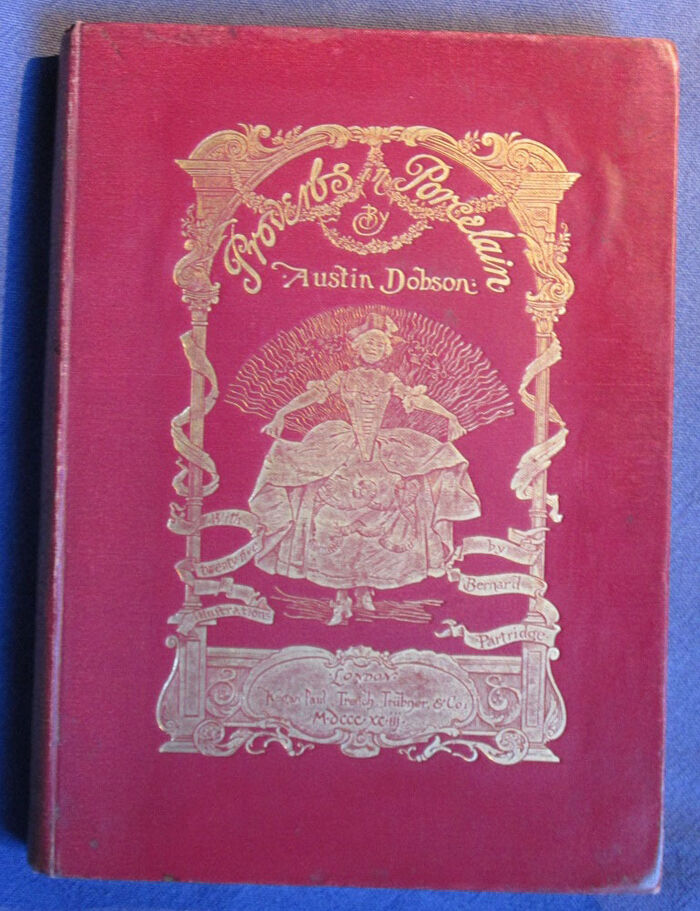 Proverbs in Porcelain
By
Austin Dobson
With
twenty five
illustrations
by
Bernard
Partridge
London
Kegan Paul, Trench Trübner, & Co:
M·dccc·xc·iij·